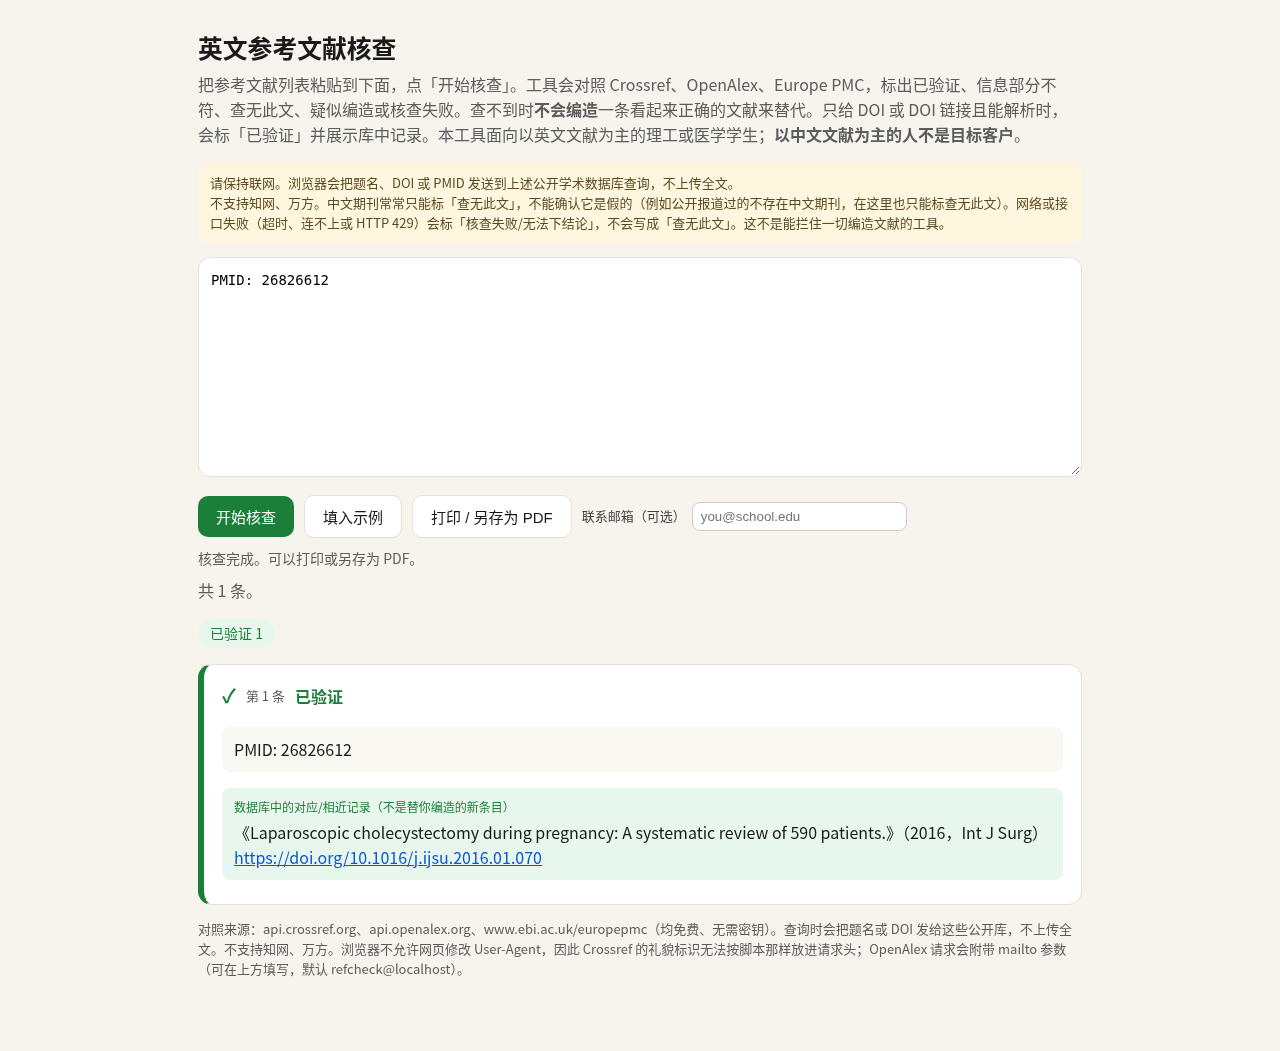 英文参考文献核查
把参考文献列表粘贴到下面，点「开始核查」。工具会对照 Crossref、OpenAlex、Europe PMC，标出已验证、信息部分不
符、查无此文、疑似编造或核查失败。查不到时不会编造一条看起来正确的文献来替代。只给 DOI 或 DOI 链接且能解析时，
会标「已验证」并展示库中记录。本工具面向以英文文献为主的理工或医学学生；以中文文献为主的人不是目标客户。
请保持联网。浏览器会把题名、DOI 或 PMID 发送到上述公开学术数据库查询，不上传全文。
不支持知网、万方。中文期刊常常只能标「查无此文」，不能确认它是假的（例如公开报道过的不存在中文期刊，在这里也只能标查无此文）。网络或接
口失败（超时、连不上或 HTTP 429）会标「核查失败/无法下结论」，不会写成「查无此文」。这不是能拦住一切编造文献的工具。
PMID: 26826612
开始核查 填入示例 打印 / 另存为 PDF 联系邮箱（可选） you@school.edu
核查完成。可以打印或另存为 PDF。
共 1 条。
已验证 1
✓ 第 1 条 已验证
PMID: 26826612
数据库中的对应/相近记录（不是替你编造的新条目）
《Laparoscopic cholecystectomy during pregnancy: A systematic review of 590 patients.》（2016，Int J Surg）
https://doi.org/10.1016/j.ijsu.2016.01.070
对照来源：api.crossref.org、api.openalex.org、www.ebi.ac.uk/europepmc（均免费、无需密钥）。查询时会把题名或 DOI 发给这些公开库，不上传全
文。不支持知网、万方。浏览器不允许网页修改 User-Agent，因此 Crossref 的礼貌标识无法按脚本那样放进请求头；OpenAlex 请求会附带 mailto 参数
（可在上方填写，默认 refcheck@localhost）。